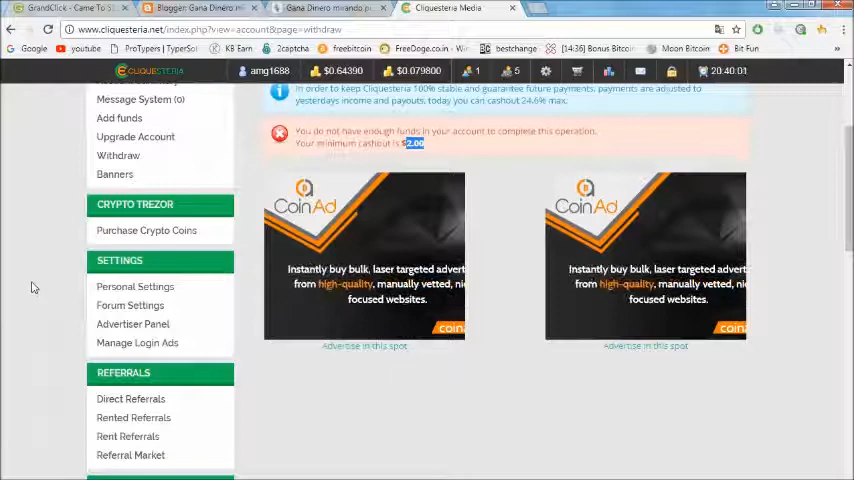 GrandClick - Came To Su
Blogger: Gana Dinero mi
Gana Dinero mirando p
Cliquesteria Media
www.cliquesteria.net/index.php?view=account&page=withdraw
Google
youtube
ProTypers | TyperSol
KB Earn
2captcha
freebitcoin
FreeDoge.co.in
bestchange
[14:36] Bonus Bitcoin
Moon Bitcoin
Bit Fun
CLIQUESTERIA
amg1688
$0.64390
$0.079800
1
5
20:40:01
Message System (0)
Add funds
Upgrade Account
Withdraw
Banners
CRYPTO TREZOR
Purchase Crypto Coins
SETTINGS
Personal Settings
Forum Settings
Advertiser Panel
Manage Login Ads
REFERRALS
Direct Referrals
Rented Referrals
Rent Referrals
Referral Market
In order to keep Cliquesteria 100% stable and guarantee future payments, payments are adjusted to
yesterdays income and payouts, today you can cashout 24.6% max.
You do not have enough funds in your account to complete this operation.
Your minimum cashout is $2.00
CoinAd
Instantly buy bulk, laser targeted advert
from high-quality, manually vetted, ni
focused websites.
coina
Advertise in this spot
CoinAd
Instantly buy bulk, laser targeted advert
from high-quality, manually vetted, nic
focused websites.
coina
Advertise in this spot